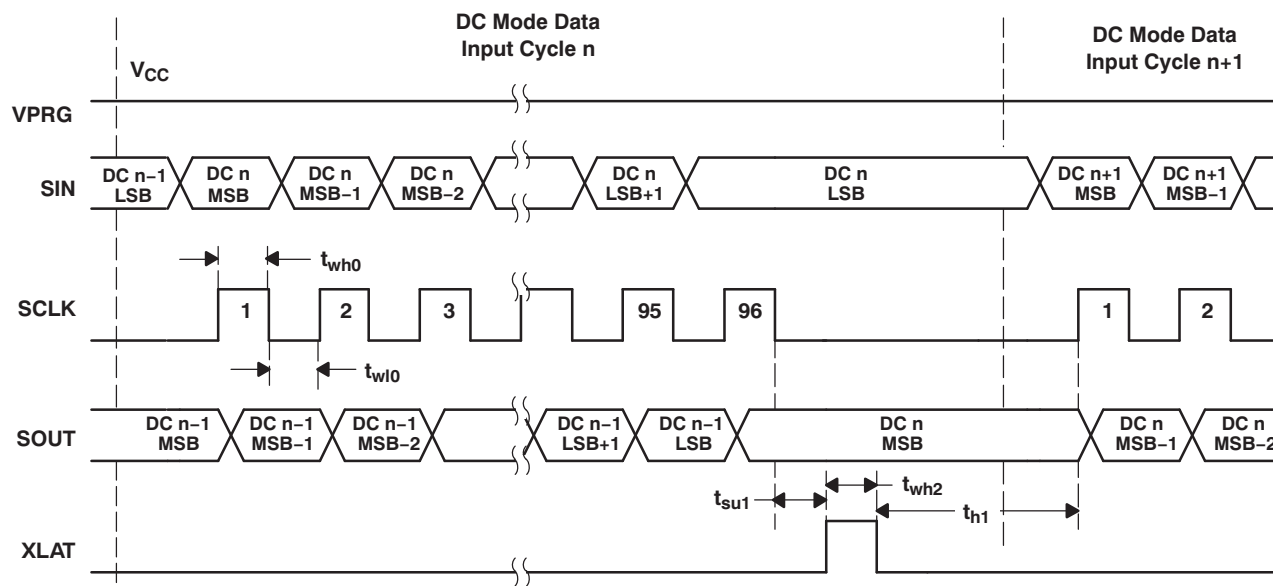 DC Mode Data
Input Cycle n
DC Mode Data
Input Cycle n+1
VCC
VPRG
SIN
DC n−1
LSB
DC n
MSB
DC n
MSB−1
DC n
MSB−2
DC n
LSB+1
DC n
LSB
DC n+1
MSB
DC n+1
MSB−1
twh0
SCLK
1
2
3
95
96
1
2
twl0
SOUT
DC n−1
MSB
DC n−1
MSB−1
DC n−1
MSB−2
DC n−1
LSB+1
DC n−1
LSB
DC n
MSB
DC n
MSB−1
DC n
MSB−2
tsu1
twh2
th1
XLAT